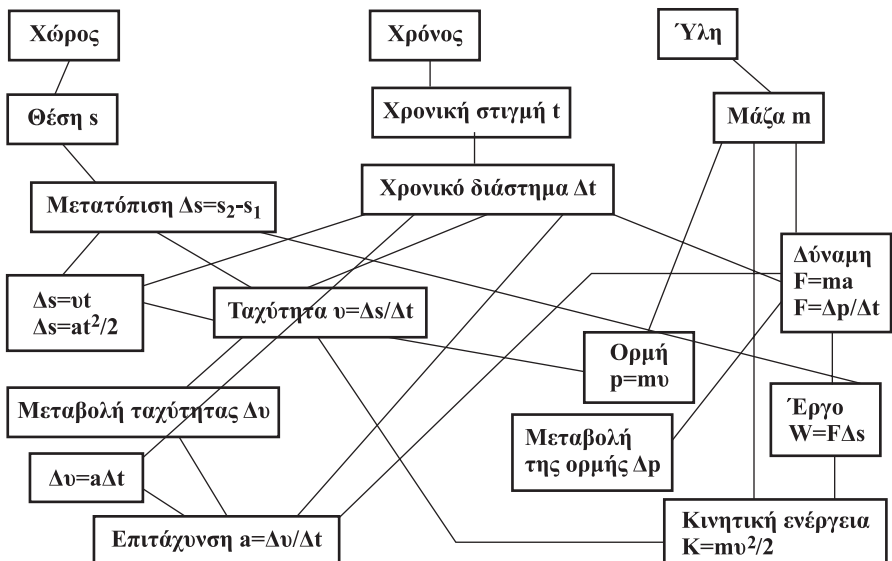 Χώρος
Χρόνος
Ύλη
Θέση s
Χρονική στιγμή t
Μάζα m
Μετατόπιση Δs=s₂-s₁
Χρονικό διάστημα Δt
Δύναμη
F=ma
F=Δp/Δt
Δs=υt
Δs=at²/2
Ταχύτητα υ=Δs/Δt
Ορμή
p=mυ
Μεταβολή ταχύτητας Δυ
Έργο
W=FΔs
Μεταβολή
της ορμής Δp
Δυ=aΔt
Επιτάχυνση a=Δυ/Δt
Κινητική ενέργεια
K=mυ²/2